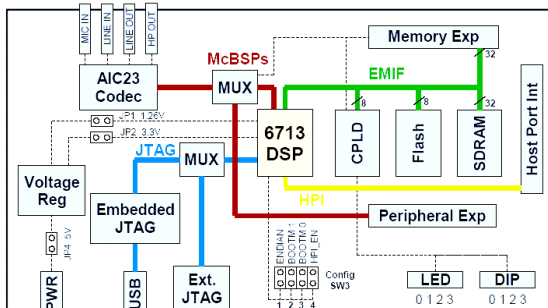 MIC IN
LINE IN
LINE OUT
HP OUT
AIC23
Codec
McBSPs
MUX
Memory Exp
32
EMIF
8
8
32
JP1 1.26V
JP2 3.3V
6713
DSP
CPLD
Flash
SDRAM
Host Port Int
JTAG
MUX
Voltage
Reg
HPI
Embedded
JTAG
Peripheral Exp
JP4 5V
ENDIAN
BOOTM 1
BOOTM 0
HPI_EN
Config
SW3
1 2 3 4
PWR
USB
Ext.
JTAG
LED
DIP
0 1 2 3
0 1 2 3